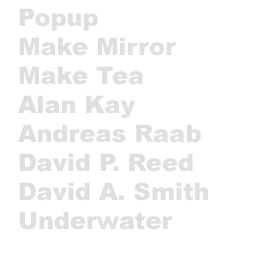 Popup
Make Mirror
Make Tea
Alan Kay
Andreas Raab
David P. Reed
David A. Smith
Underwater